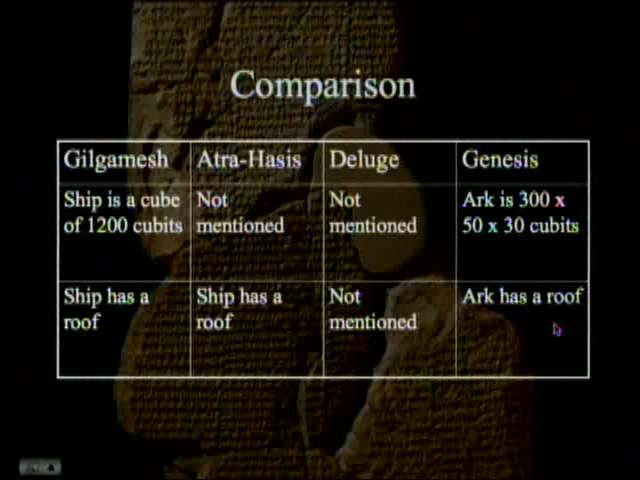 Comparison
Gilgamesh
Atra-Hasis
Deluge
Genesis
Ship is a cube
of 1200 cubits
Not
mentioned
Not
mentioned
Ark is 300 x
50 x 30 cubits
Ship has a
roof
Ship has a
roof
Not
mentioned
Ark has a roof